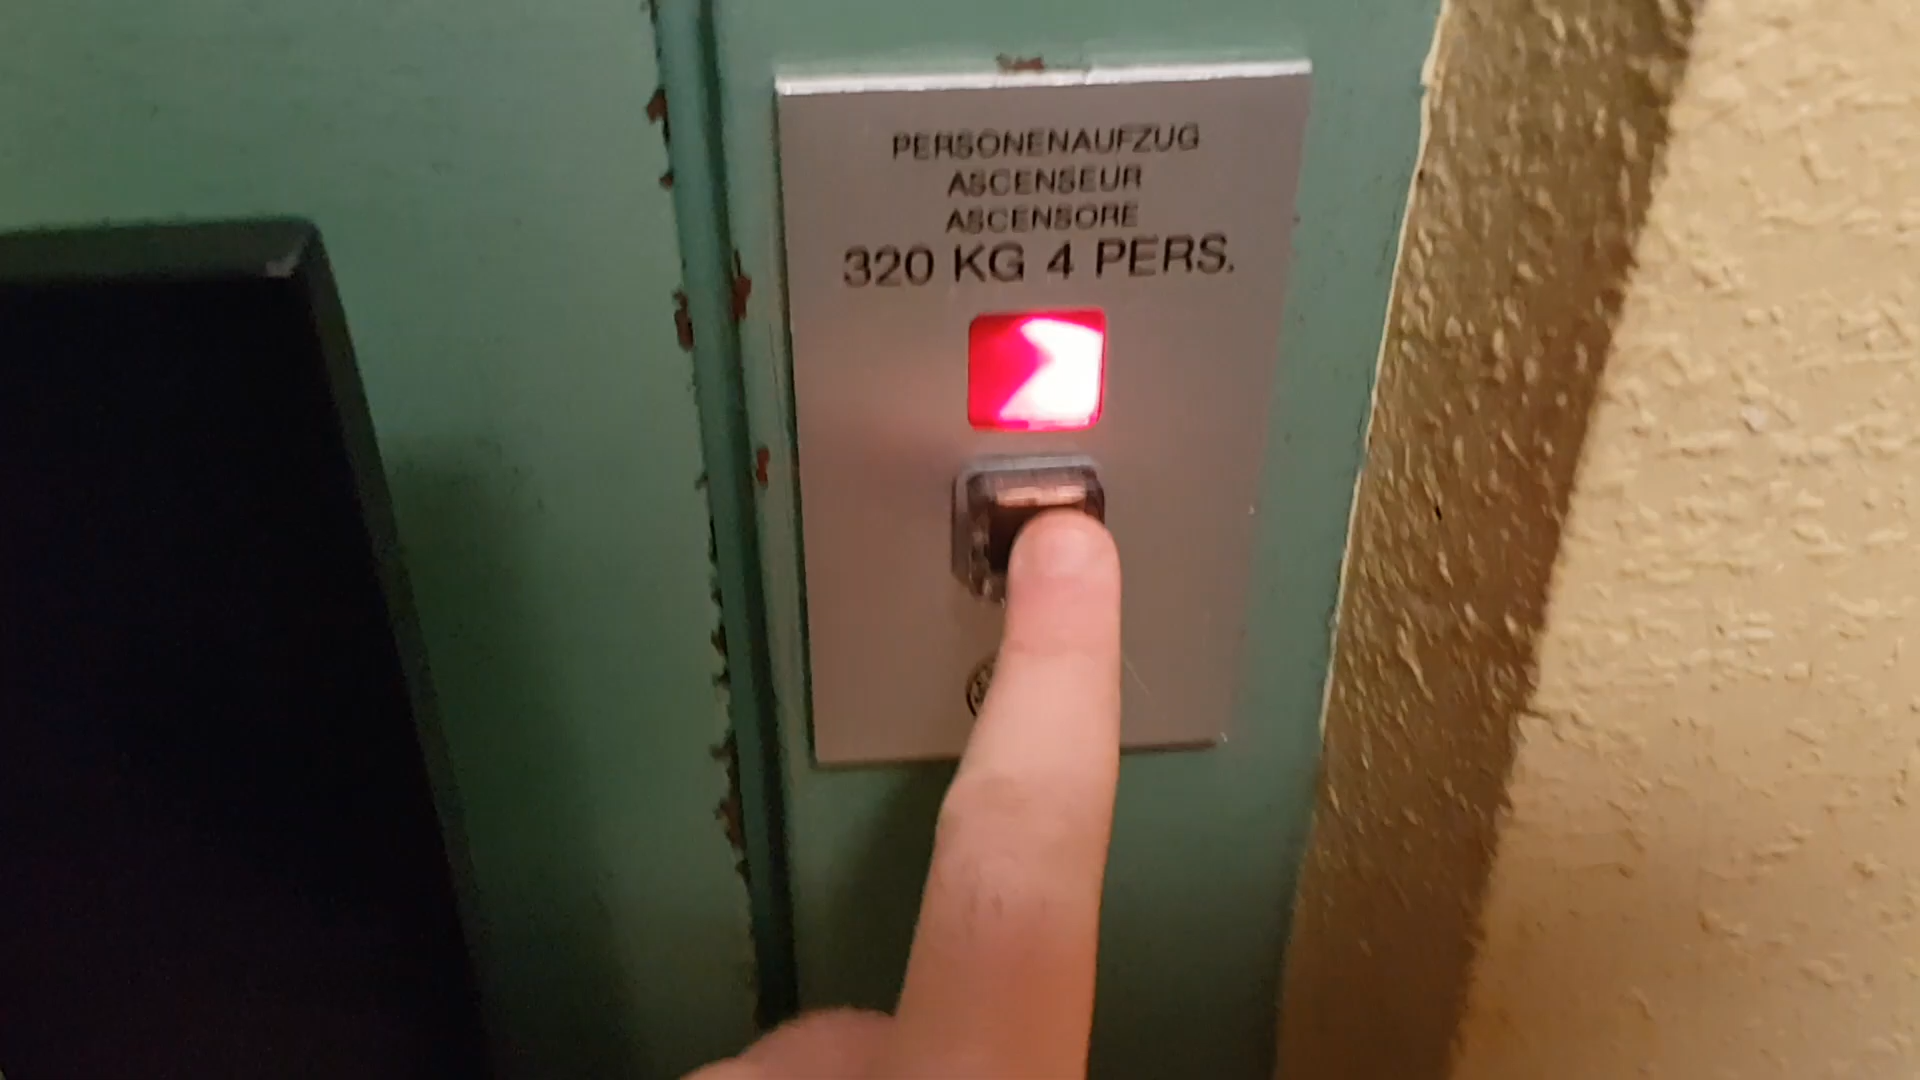 PERSONENAUFZUG
ASCENSEUR
ASCENSORE
320 KG 4 PERS.